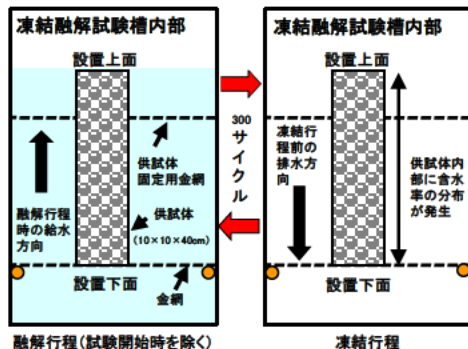 凍結融解試験槽内部
設置上面
供試体
固定用金網
融解行程
時の給水
方向
供試体
(10×10×40cm)
設置下面
金網
融解行程(試験開始時を除く)
300
サイクル
凍結融解試験槽内部
設置上面
凍結行
程前の
排水方
向
供試体内
部に含水
率の分布
が発生
設置下面
凍結行程